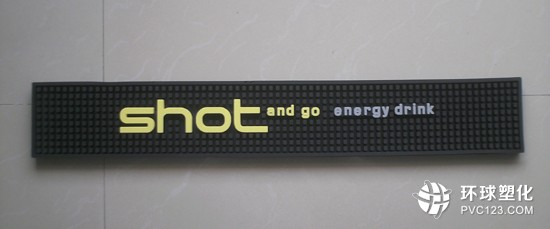 shot and go energy drink
环球塑化
PVC123.COM